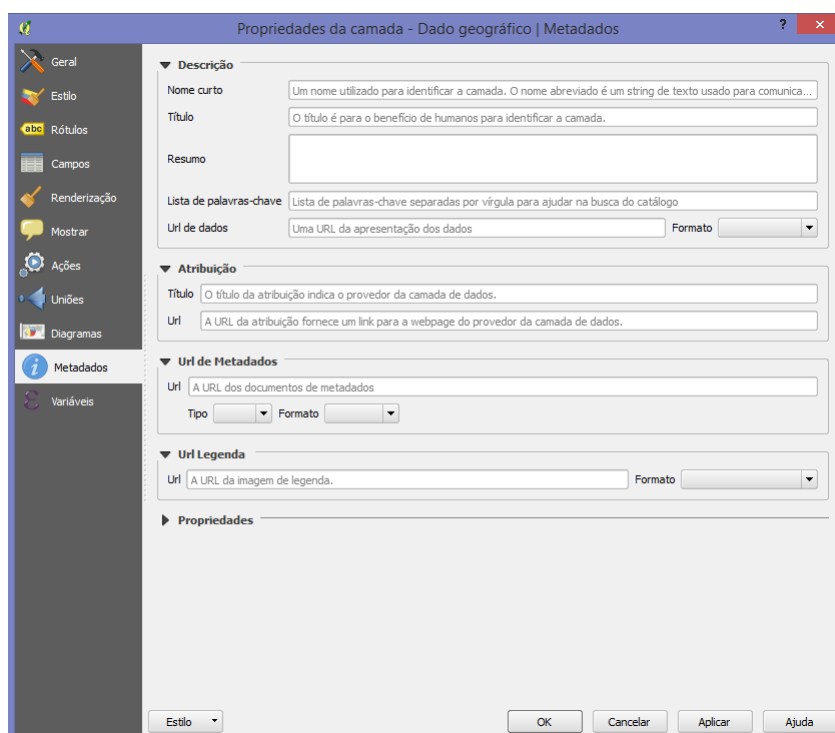 Propriedades da camada - Dado geográfico | Metadados
? ×
Geral
Estilo
abc Rótulos
Campos
Renderização
Mostrar
Ações
Uniões
Diagramas
i Metadados
Ɛ Variáveis
Descrição
Nome curto Um nome utilizado para identificar a camada. O nome abreviado é um string de texto usado para comunica...
Título O título é para o benefício de humanos para identificar a camada.
Resumo
Lista de palavras-chave Lista de palavras-chave separadas por vírgula para ajudar na busca do catálogo
Url de dados Uma URL da apresentação dos dados Formato
Atribuição
Título O título da atribuição indica o provedor da camada de dados.
Url A URL da atribuição fornece um link para a webpage do provedor da camada de dados.
Url de Metadados
Url A URL dos documentos de metadados
Tipo Formato
Url Legenda
Url A URL da imagem de legenda. Formato
Propriedades
Estilo OK Cancelar Aplicar Ajuda